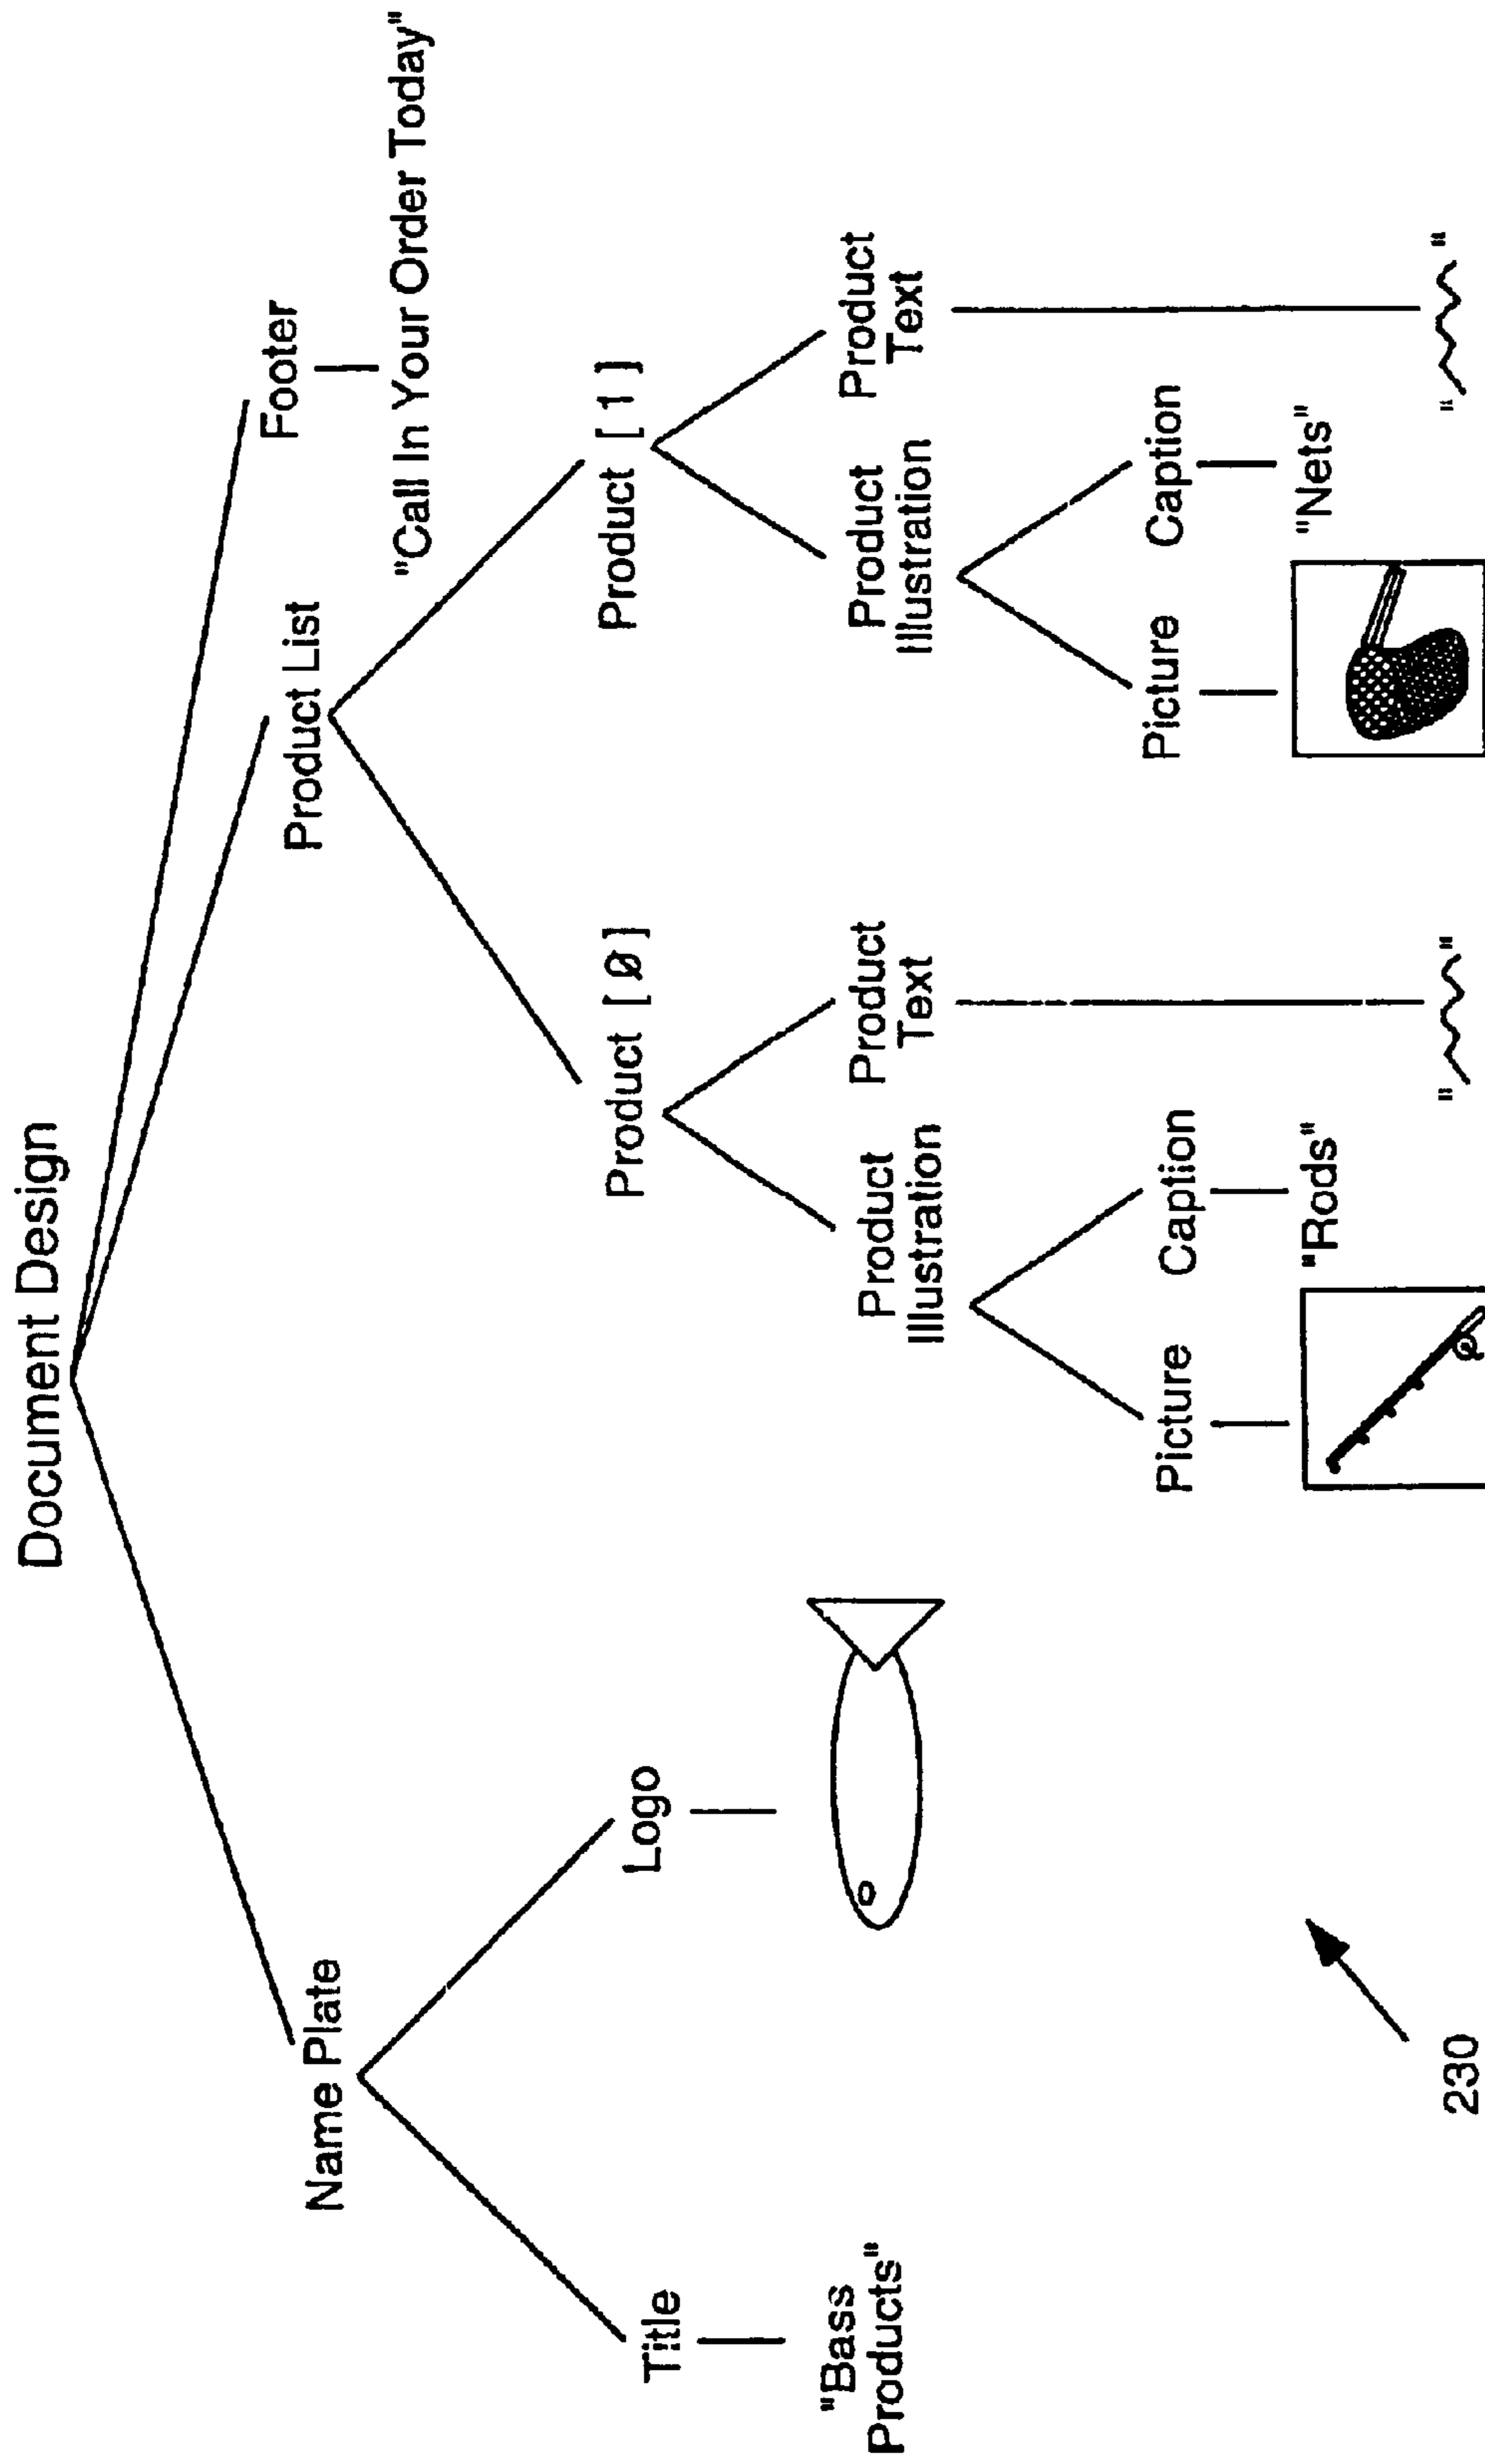 Document Design
Name Plate
Product List
Footer
"Call In Your Order Today"
Title
Logo
Product [0]
Product [1]
"Bass
Products"
Product
Illustration
Product
Text
Product
Illustration
Product
Text
Picture
Caption
Picture
Caption
"Rods"
"Nets"
" "
" "
230